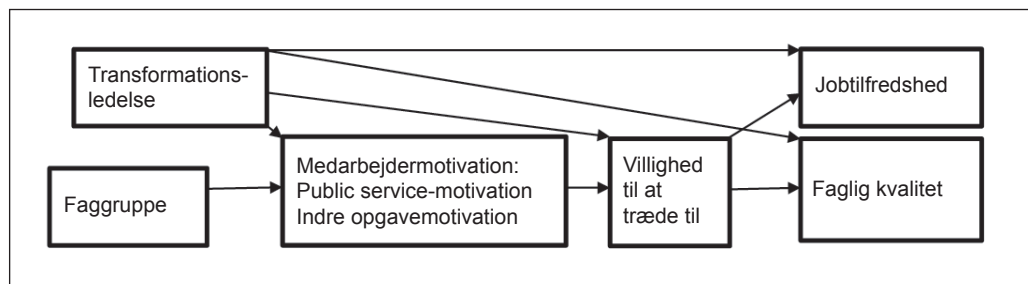 Transformations-
ledelse
Jobtilfredshed
Medarbejdermotivation:
Public service-motivation
Indre opgavemotivation
Villighed
til at
træde til
Faggruppe
Faglig kvalitet